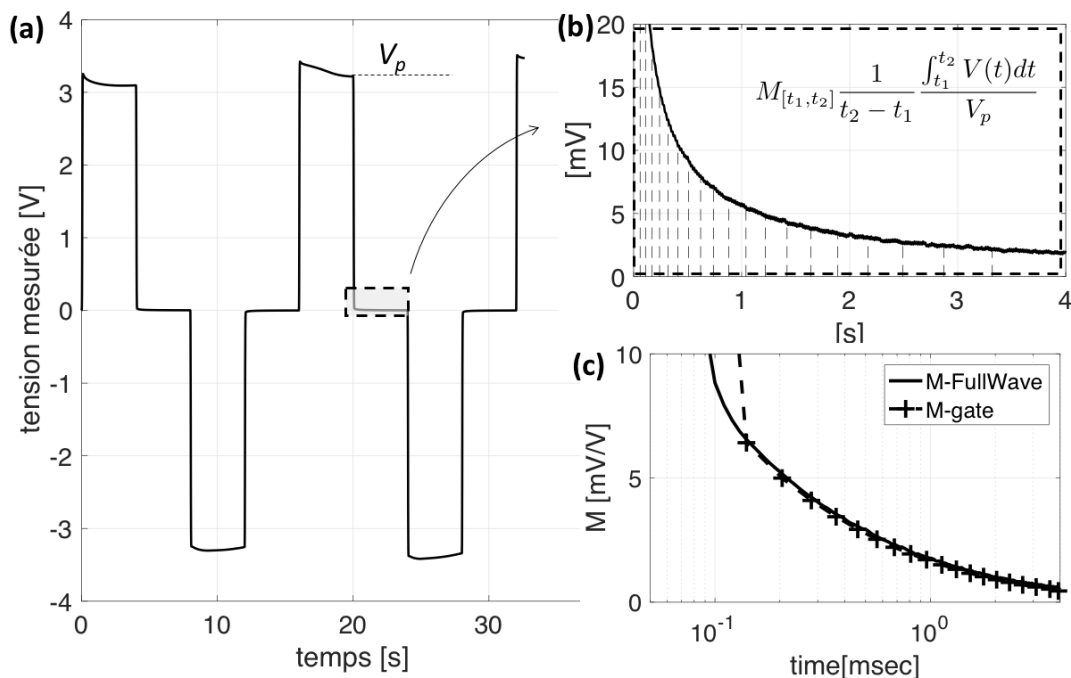 (a)
tension mesurée [V]
4
3
2
1
0
-1
-2
-3
-4
0
10
20
30
temps [s]
V_p
(b)
[mV]
20
15
10
5
0
0
1
2
3
4
[s]
M_{[t_1,t_2]} \frac{1}{t_2 - t_1} \frac{\int_{t_1}^{t_2} V(t)dt}{V_p}
(c)
M [mV/V]
10
5
0
M-FullWave
M-gate
10^{-1}
10^{0}
time[msec]